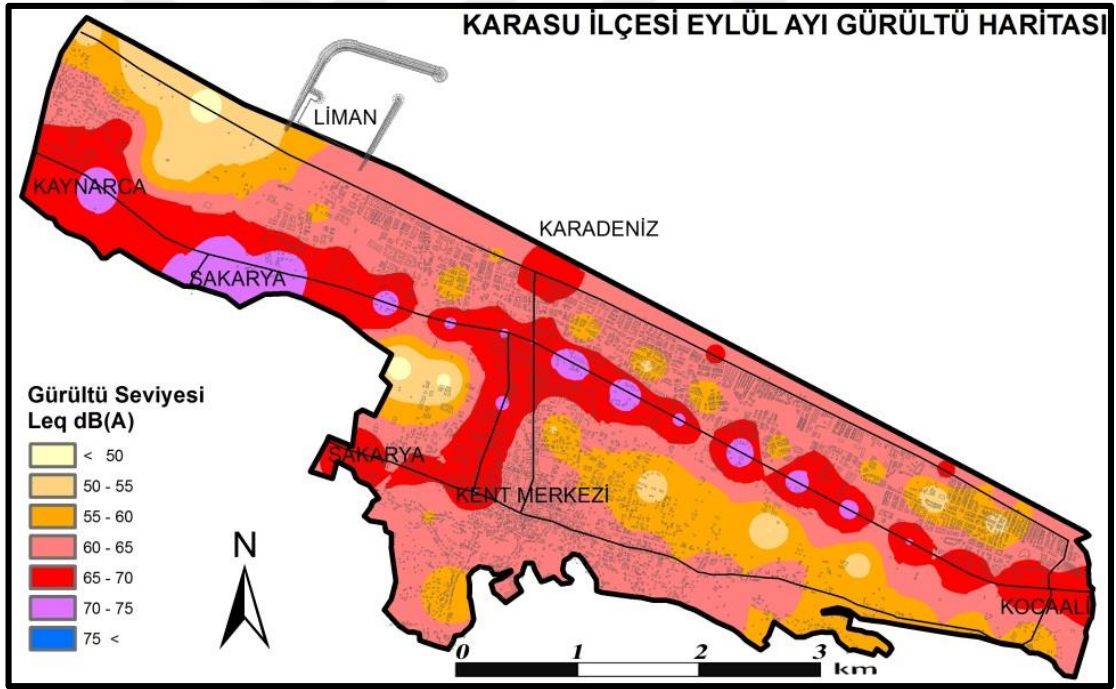 KARASU İLÇESİ EYLÜL AYI GÜRÜLTÜ HARİTASI
LİMAN
KAYNARCA
KARADENİZ
SAKARYA
Gürültü Seviyesi
Leq dB(A)
< 50
50 - 55
55 - 60
60 - 65
65 - 70
70 - 75
75 <
SAKARYA
KENT MERKEZİ
KOCAALİ
N
0 1 2 3
km